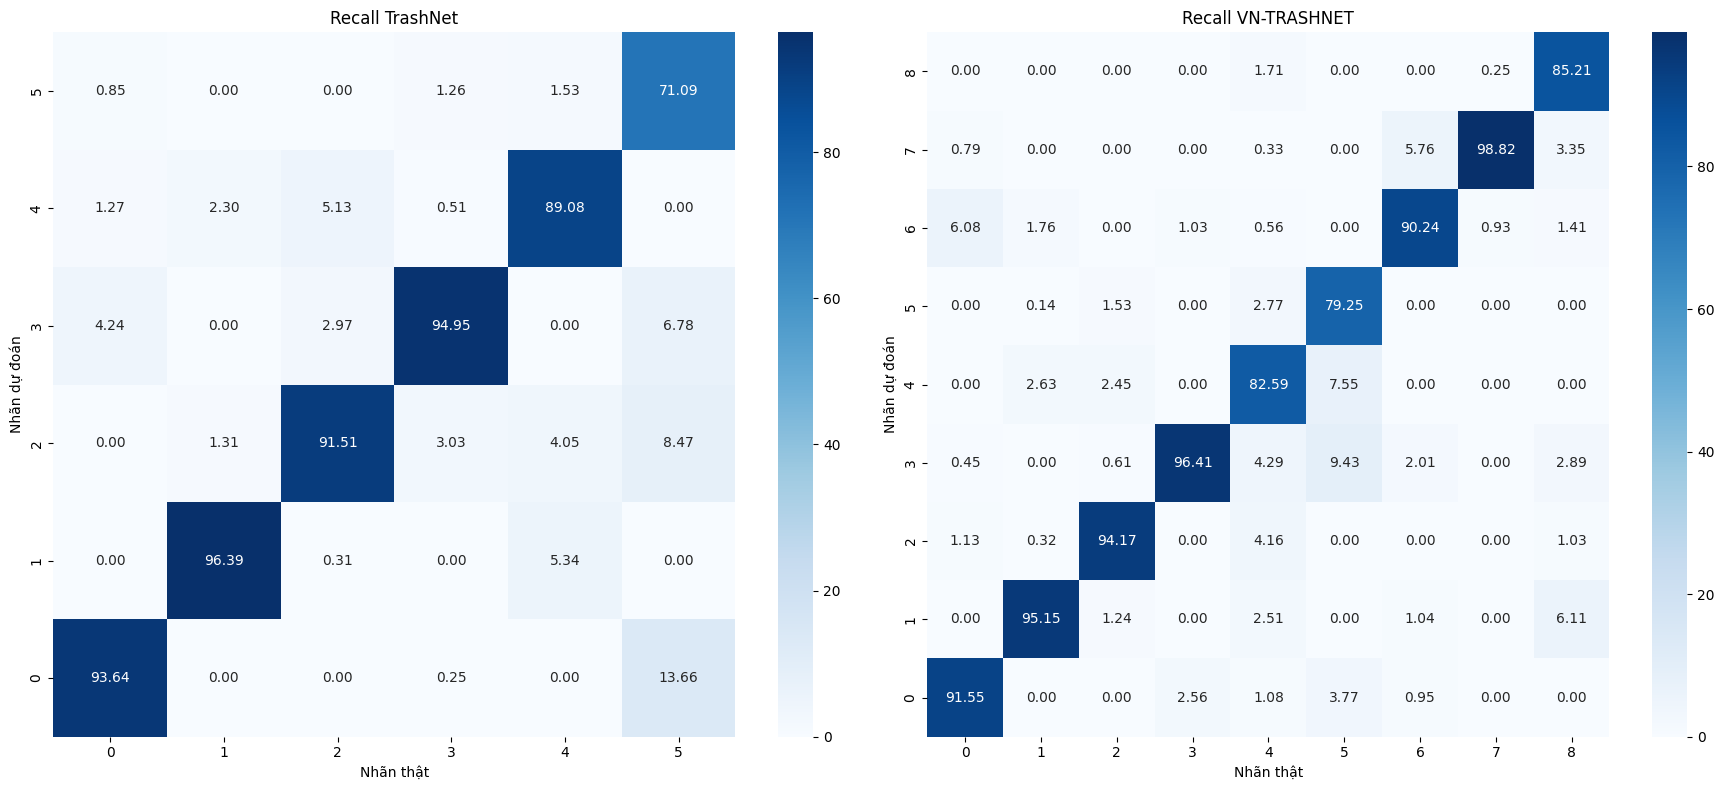 Recall TrashNet
5 0.85 0.00 0.00 1.26 1.53 71.09
4 1.27 2.30 5.13 0.51 89.08 0.00
3 4.24 0.00 2.97 94.95 0.00 6.78
2 0.00 1.31 91.51 3.03 4.05 8.47
1 0.00 96.39 0.31 0.00 5.34 0.00
0 93.64 0.00 0.00 0.25 0.00 13.66
0 1 2 3 4 5
Nhãn thật
Nhãn dự đoán
80
60
40
20
0
Recall VN-TRASHNET
8 0.00 0.00 0.00 0.00 1.71 0.00 0.00 0.25 85.21
7 0.79 0.00 0.00 0.00 0.33 0.00 5.76 98.82 3.35
6 6.08 1.76 0.00 1.03 0.56 0.00 90.24 0.93 1.41
5 0.00 0.14 1.53 0.00 2.77 79.25 0.00 0.00 0.00
4 0.00 2.63 2.45 0.00 82.59 7.55 0.00 0.00 0.00
3 0.45 0.00 0.61 96.41 4.29 9.43 2.01 0.00 2.89
2 1.13 0.32 94.17 0.00 4.16 0.00 0.00 0.00 1.03
1 0.00 95.15 1.24 0.00 2.51 0.00 1.04 0.00 6.11
0 91.55 0.00 0.00 2.56 1.08 3.77 0.95 0.00 0.00
0 1 2 3 4 5 6 7 8
Nhãn thật
Nhãn dự đoán
80
60
40
20
0